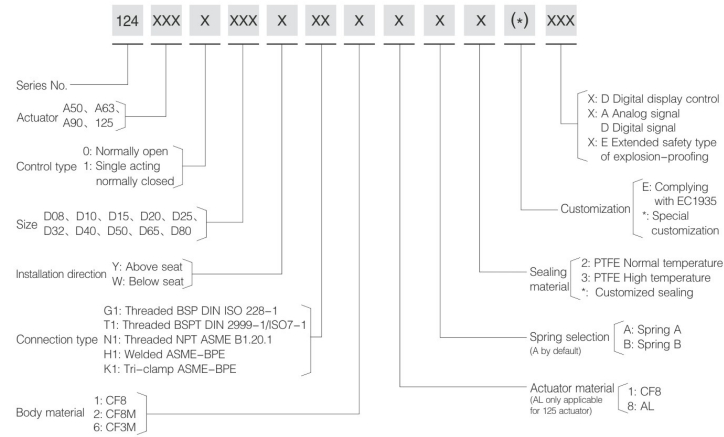 124 XXX X XXX X XX X X X X (*) XXX
Series No.
Actuator
A50、A63、
A90、125
Control type
0: Normally open
1: Single acting
normally closed
Size
D08、D10、D15、D20、D25、
D32、D40、D50、D65、D80
Installation direction
Y: Above seat
W: Below seat
Connection type
G1: Threaded BSP DIN ISO 228-1
T1: Threaded BSPT DIN 2999-1/ISO7-1
N1: Threaded NPT ASME B1.20.1
H1: Welded ASME-BPE
K1: Tri-clamp ASME-BPE
Body material
1: CF8
2: CF8M
6: CF3M
X: D Digital display control
X: A Analog signal
D Digital signal
X: E Extended safety type
of explosion-proofing
Customization
E: Complying
with EC1935
*: Special
customization
Sealing
material
2: PTFE Normal temperature
3: PTFE High temperature
*: Customized sealing
Spring selection
(A by default)
A: Spring A
B: Spring B
Actuator material
(AL only applicable
for 125 actuator)
1: CF8
8: AL